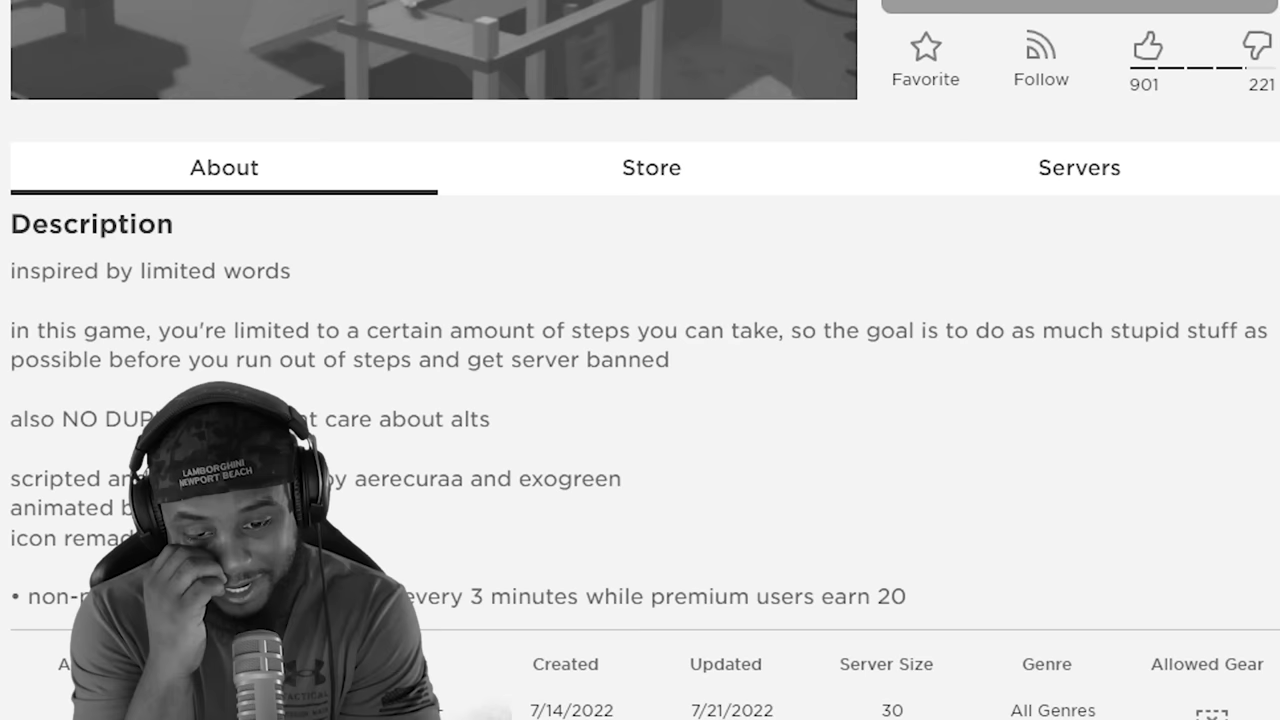 Favorite
Follow
901
221
About
Store
Servers
Description
inspired by limited words
in this game, you're limited to a certain amount of steps you can take, so the goal is to do as much stupid stuff as
possible before you run out of steps and get server banned
also NO care about alts
scripted by aerecuraa and exogreen
animated
icon
• every 3 minutes while premium users earn 20
Created
Updated
Server Size
Genre
Allowed Gear
7/14/2022
7/21/2022
30
All Genres
LAMBORGHINI
NEWPORT BEACH
TACTICAL